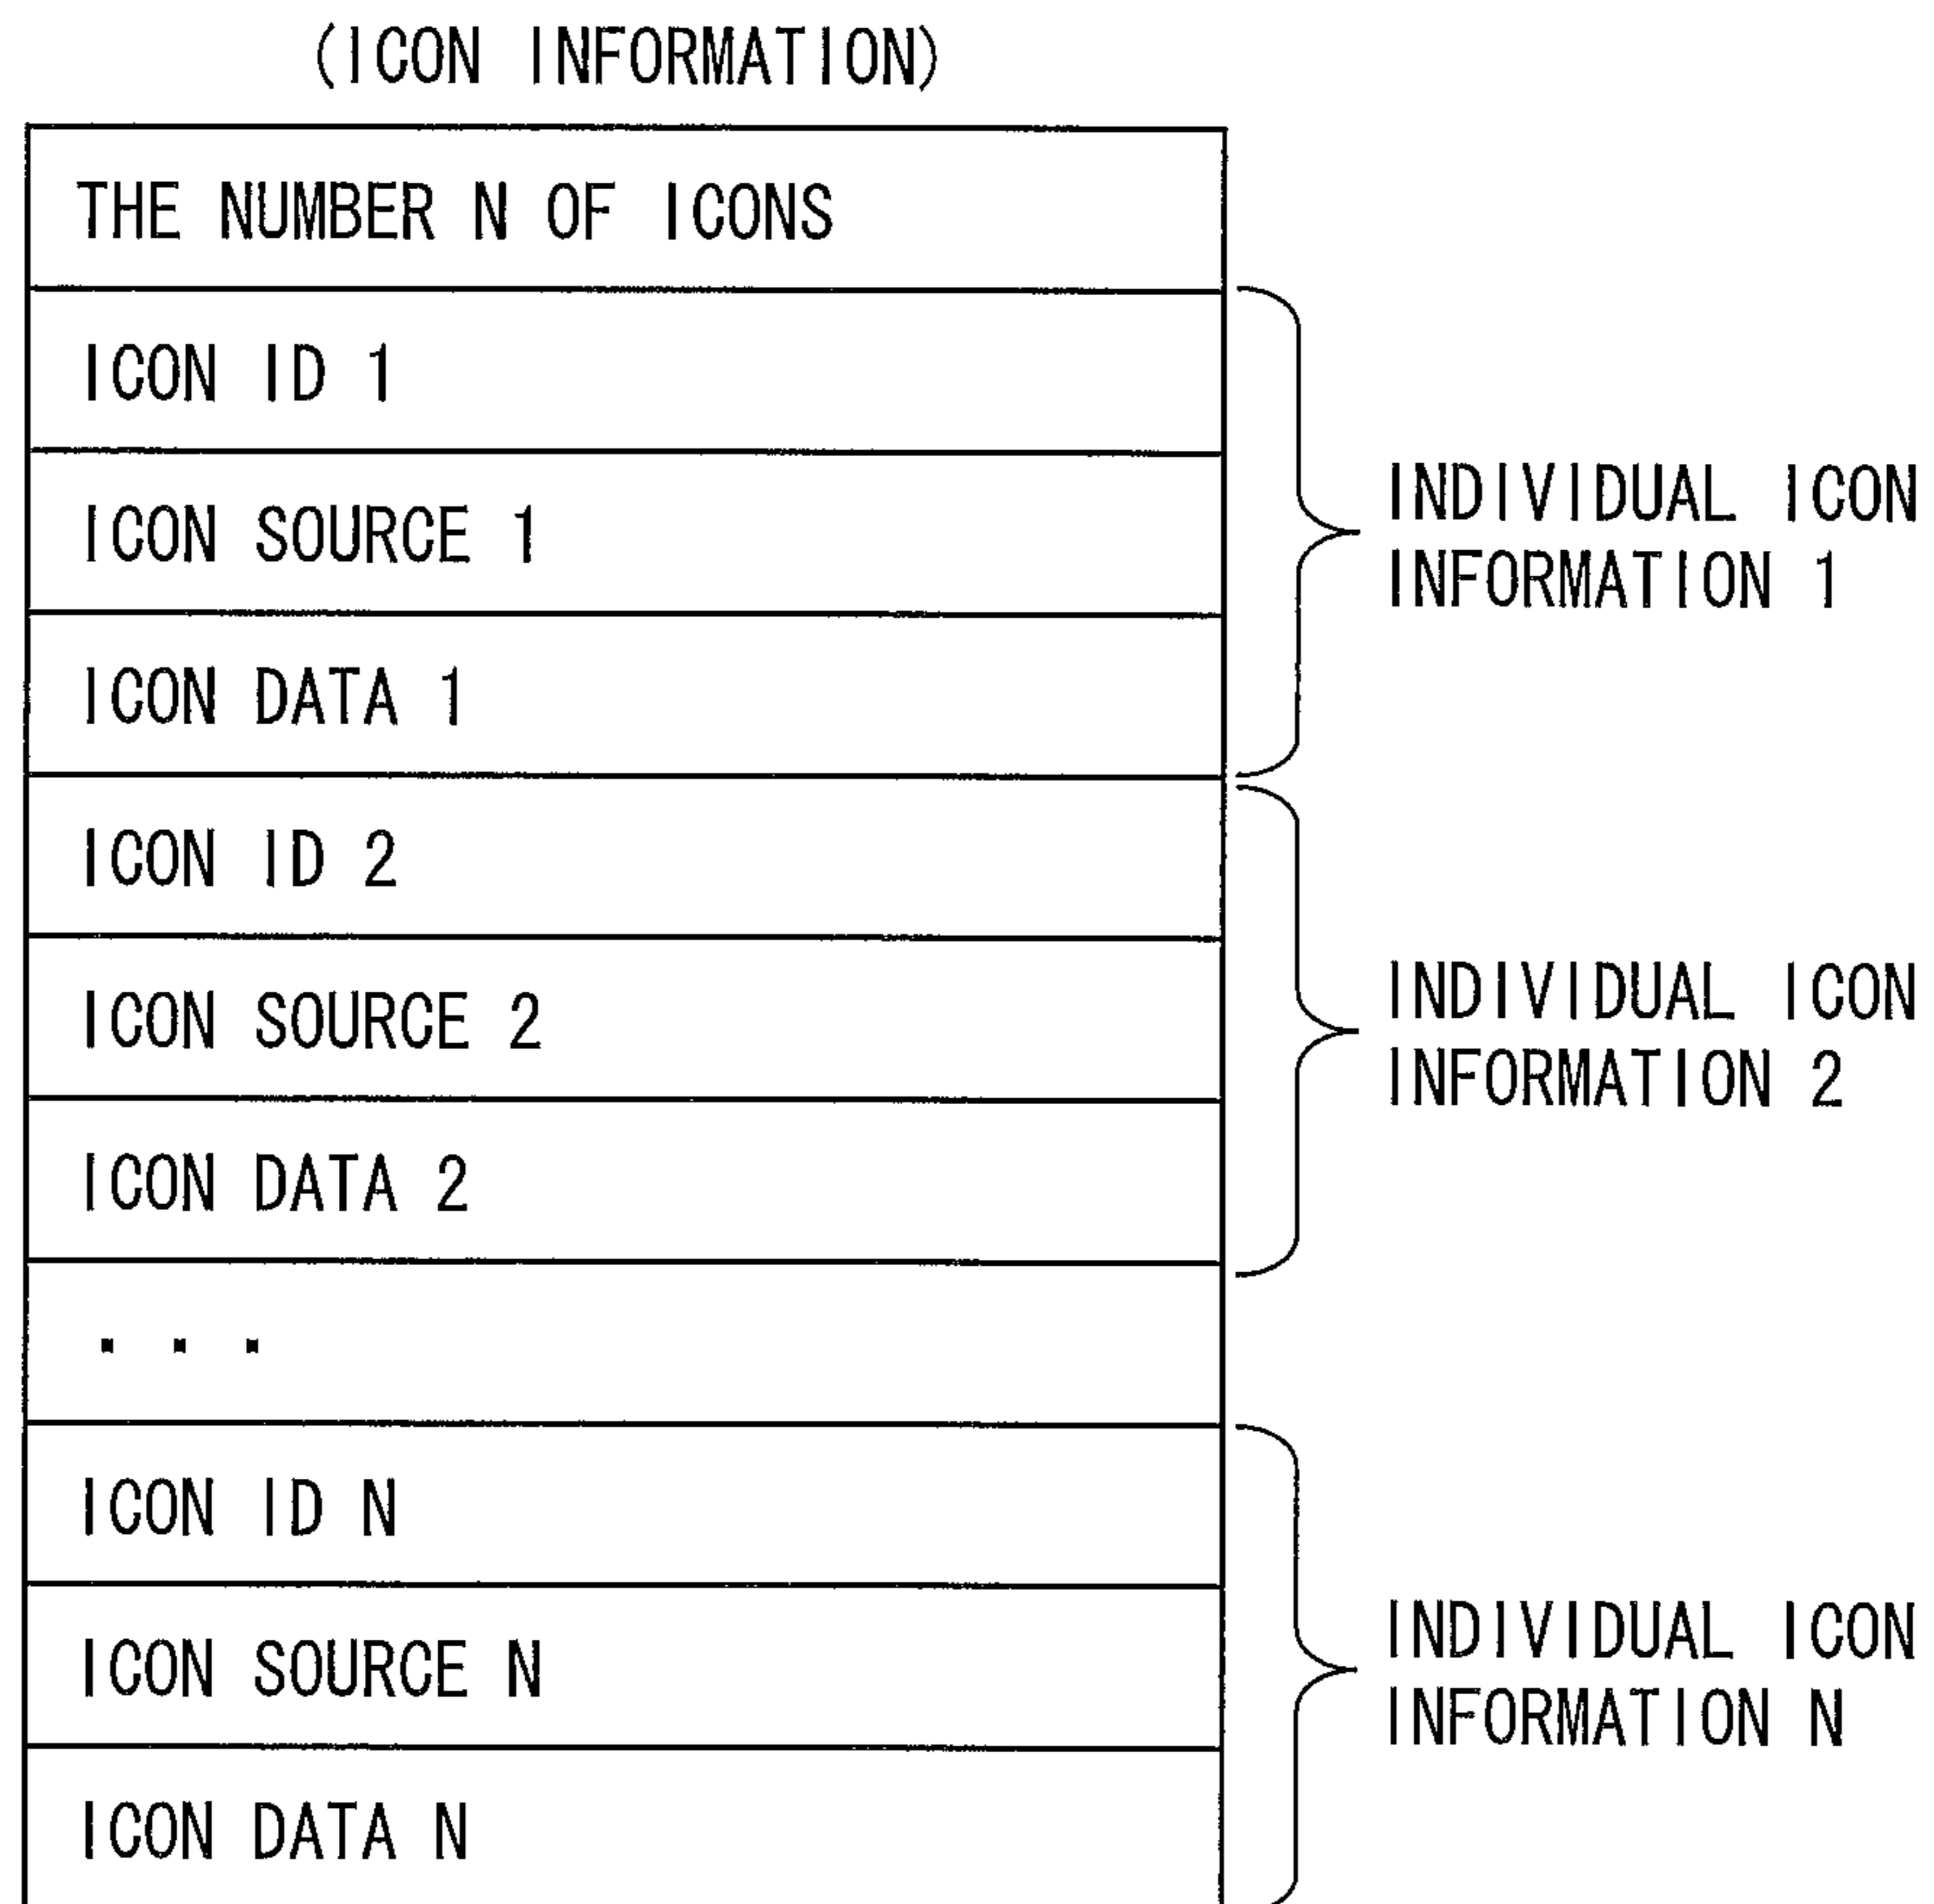 (ICON INFORMATION)
THE NUMBER N OF ICONS
ICON ID 1
ICON SOURCE 1
ICON DATA 1
INDIVIDUAL ICON
INFORMATION 1
ICON ID 2
ICON SOURCE 2
ICON DATA 2
INDIVIDUAL ICON
INFORMATION 2
. . .
ICON ID N
ICON SOURCE N
ICON DATA N
INDIVIDUAL ICON
INFORMATION N